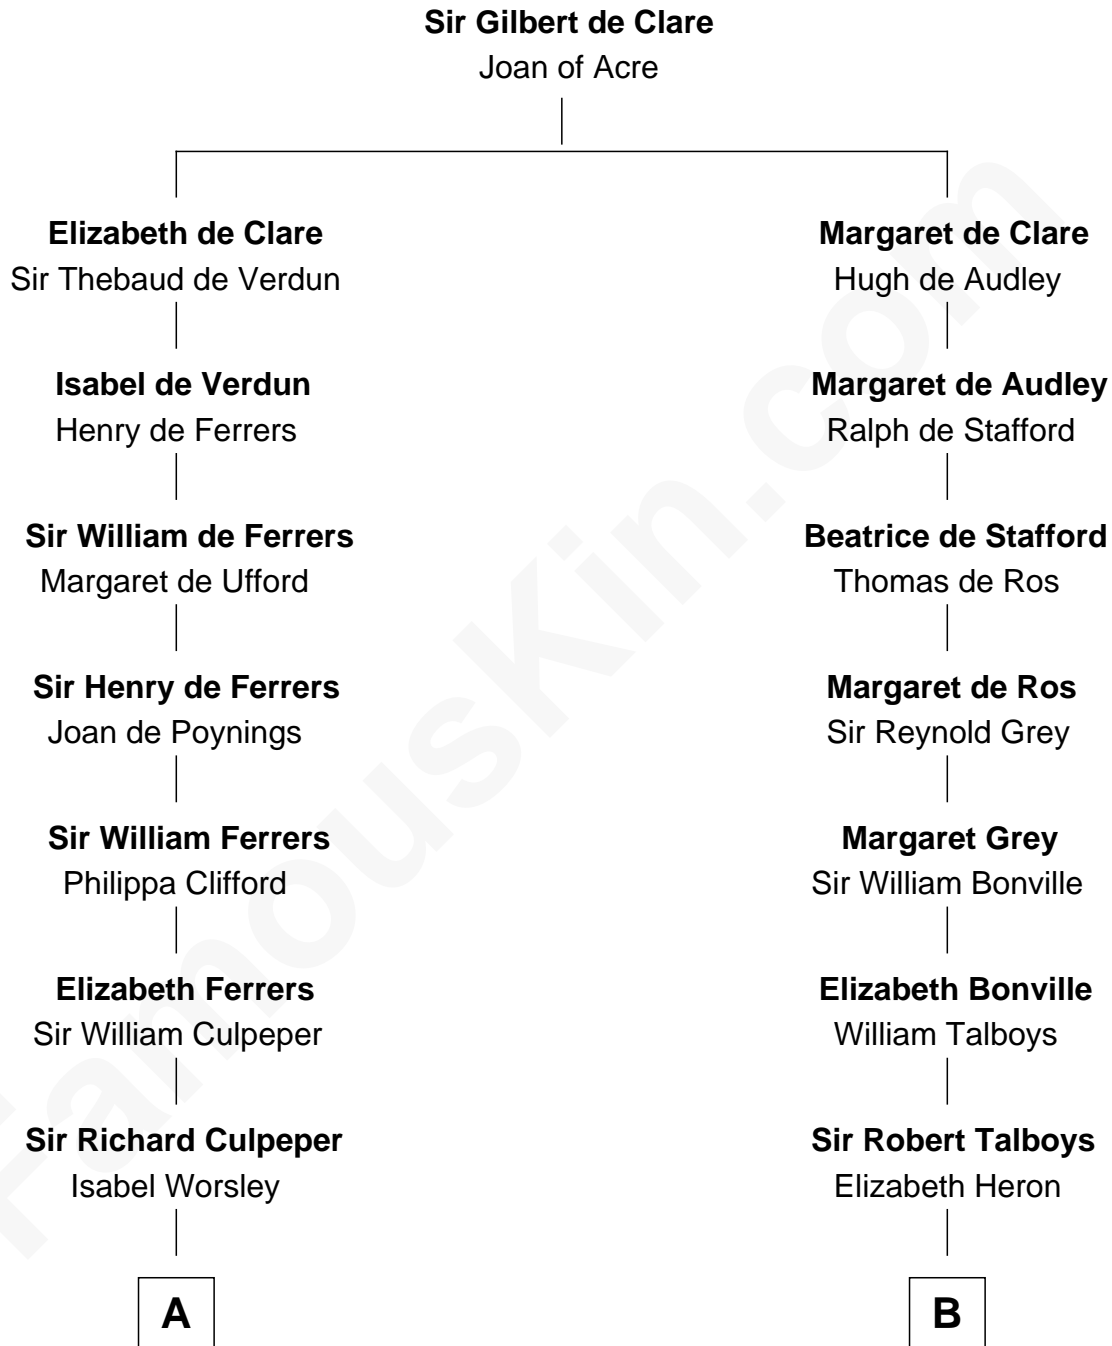 Sir Gilbert de Clare
Joan of Acre
Elizabeth de Clare
Sir Thebaud de Verdun
Margaret de Clare
Hugh de Audley
Isabel de Verdun
Henry de Ferrers
Margaret de Audley
Ralph de Stafford
Sir William de Ferrers
Margaret de Ufford
Beatrice de Stafford
Thomas de Ros
Sir Henry de Ferrers
Joan de Poynings
Margaret de Ros
Sir Reynold Grey
Sir William Ferrers
Philippa Clifford
Margaret Grey
Sir William Bonville
Elizabeth Ferrers
Sir William Culpeper
Elizabeth Bonville
William Talboys
Sir Richard Culpeper
Isabel Worsley
Sir Robert Talboys
Elizabeth Heron
A
B
FamousKin.com